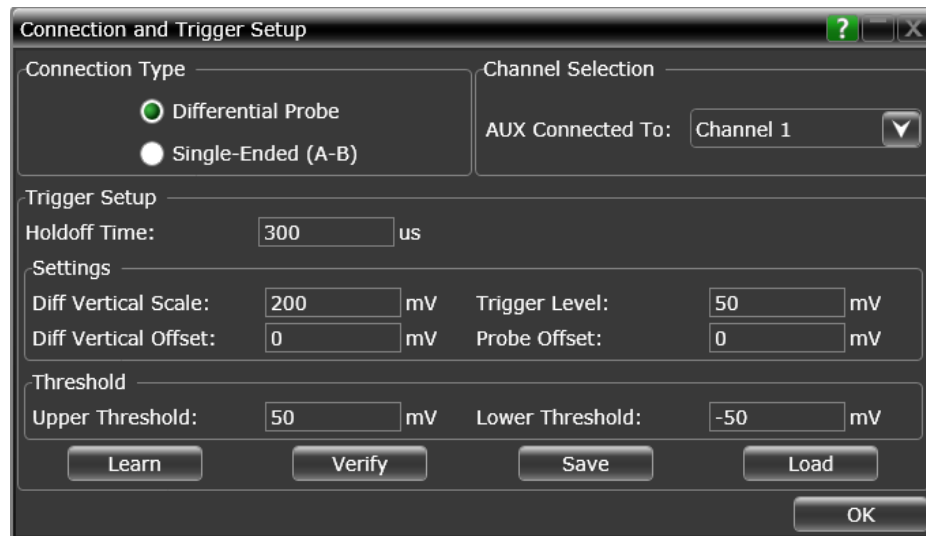 Connection and Trigger Setup ? X
Connection Type
Differential Probe
Single-Ended (A-B)
Channel Selection
AUX Connected To: Channel 1
Trigger Setup
Holdoff Time: 300 us
Settings
Diff Vertical Scale: 200 mV Trigger Level: 50 mV
Diff Vertical Offset: 0 mV Probe Offset: 0 mV
Threshold
Upper Threshold: 50 mV Lower Threshold: -50 mV
Learn Verify Save Load
OK